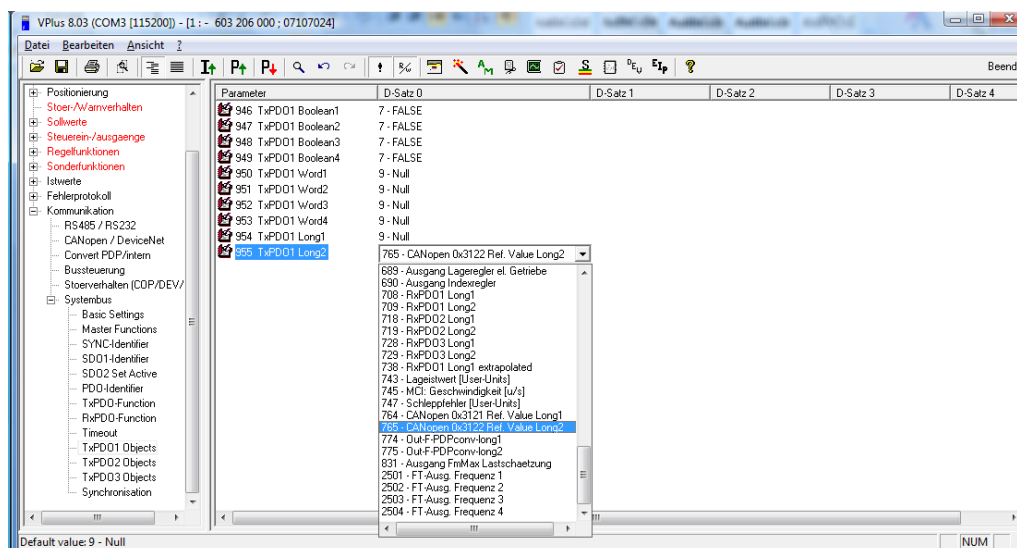 VPlus 8.03 (COM3 [115200]) - [1 : - 603 206 000 ; 07107024]
Datei Bearbeiten Ansicht ?
Beend
Positionierung
Stoer-/Warnverhalten
Sollwerte
Steuerein-/ausgaenge
Regelfunktionen
Sonderfunktionen
Istwerte
Fehlerprotokoll
Kommunikation
RS485 / RS232
CANopen / DeviceNet
Convert PDP/intern
Bussteuerung
Stoerverhalten (COP/DEV/
Systembus
Basic Settings
Master Functions
SYNC-Identifier
SDO1-Identifier
SDO2 Set Active
PDO-Identifier
TxPDO-Function
RxPDO-Function
Timeout
TxPDO1 Objects
TxPDO2 Objects
TxPDO3 Objects
Synchronisation
Parameter D-Satz 0 D-Satz 1 D-Satz 2 D-Satz 3 D-Satz 4
946 TxPDO1 Boolean1 7 - FALSE
947 TxPDO1 Boolean2 7 - FALSE
948 TxPDO1 Boolean3 7 - FALSE
949 TxPDO1 Boolean4 7 - FALSE
950 TxPDO1 Word1 9 - Null
951 TxPDO1 Word2 9 - Null
952 TxPDO1 Word3 9 - Null
953 TxPDO1 Word4 9 - Null
954 TxPDO1 Long1 9 - Null
955 TxPDO1 Long2 765 - CANopen 0x3122 Ref. Value Long2
689 - Ausgang Lageregler el. Getriebe
690 - Ausgang Indexregler
708 - RxPDO1 Long1
709 - RxPDO1 Long2
718 - RxPDO2 Long1
719 - RxPDO2 Long2
728 - RxPDO3 Long1
729 - RxPDO3 Long2
738 - RxPDO1 Long1 extrapolated
743 - Lageistwert [User-Units]
745 - MCI: Geschwindigkeit [u/s]
747 - Schleppfehler [User-Units]
764 - CANopen 0x3121 Ref. Value Long1
765 - CANopen 0x3122 Ref. Value Long2
774 - Out-F-PDPconv-long1
775 - Out-F-PDPconv-long2
831 - Ausgang FmMax Lastschaetzung
2501 - FT-Ausg. Frequenz 1
2502 - FT-Ausg. Frequenz 2
2503 - FT-Ausg. Frequenz 3
2504 - FT-Ausg. Frequenz 4
Default value: 9 - Null NUM